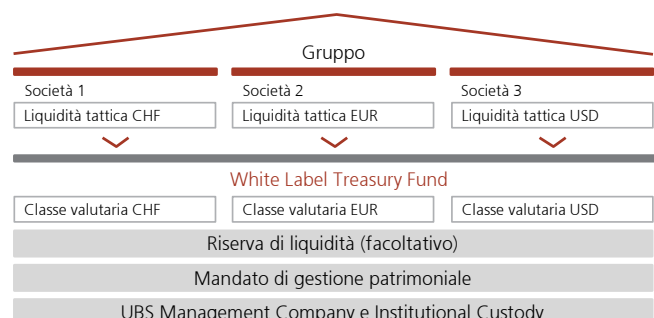 Gruppo
Società 1 Società 2 Società 3
Liquidità tattica CHF Liquidità tattica EUR Liquidità tattica USD
White Label Treasury Fund
Classe valutaria CHF Classe valutaria EUR Classe valutaria USD
Riserva di liquidità (facoltativo)
Mandato di gestione patrimoniale
UBS Management Company e Institutional Custody